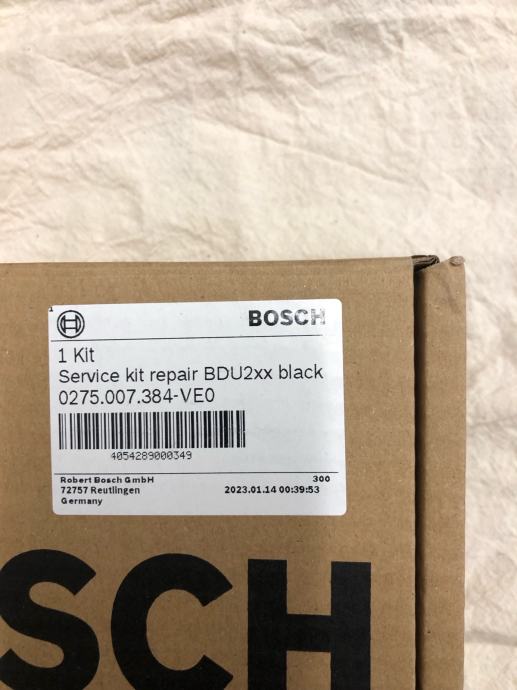 BOSCH
1 Kit
Service kit repair BDU2xx black
0275.007.384-VE0
4054289000349
Robert Bosch GmbH 300
72757 Reutlingen 2023.01.14 00:39:53
Germany
SCH